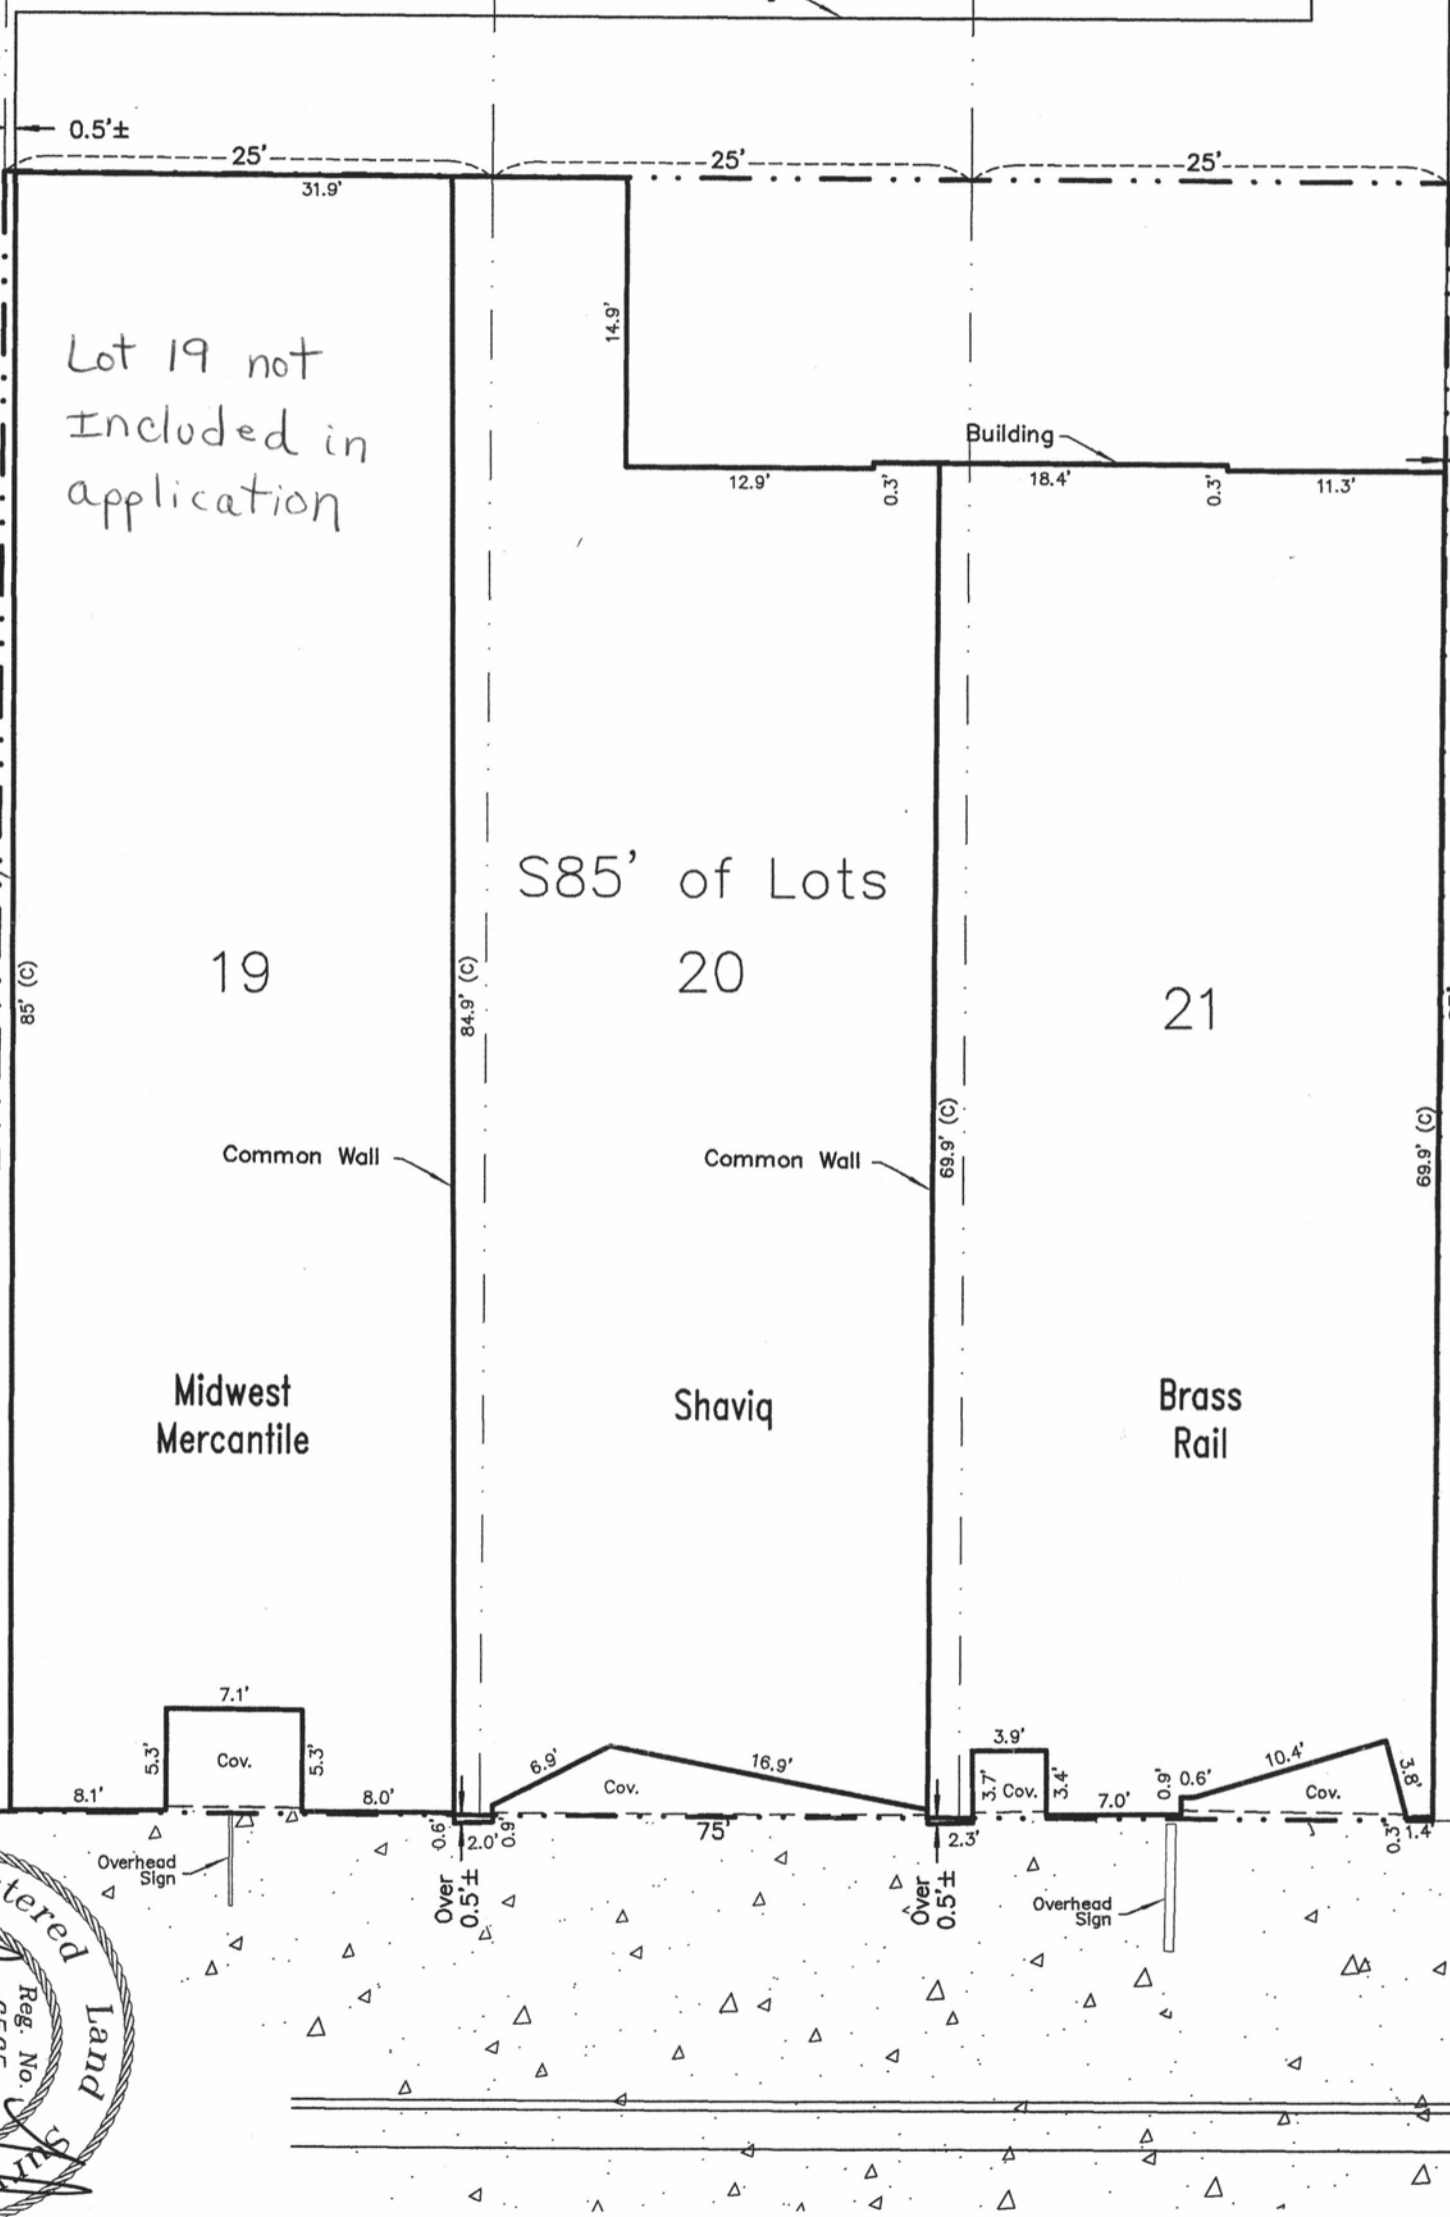 0.5'±
25'
25'
25'
31.9'
14.9'
Lot 19 not
Included in
application
Building
12.9'
0.3'
18.4'
0.3'
11.3'
S85' of Lots
19
20
21
85' (C)
84.9' (C)
69.9' (C)
69.9' (C)
Common Wall
Common Wall
Midwest
Mercantile
Shaviq
Brass
Rail
7.1'
5.3'
Cov.
5.3'
8.1'
8.0'
6.9'
16.9'
Cov.
3.9'
3.7'
Cov.
3.4'
7.0'
0.9'
0.6'
10.4'
Cov.
3.8'
0.6'
2.0'
0.9'
75'
2.3'
0.3'
1.4'
Overhead
Sign
Over
0.5'±
Over
0.5'±
Overhead
Sign
tered Land Sur
Reg. No.